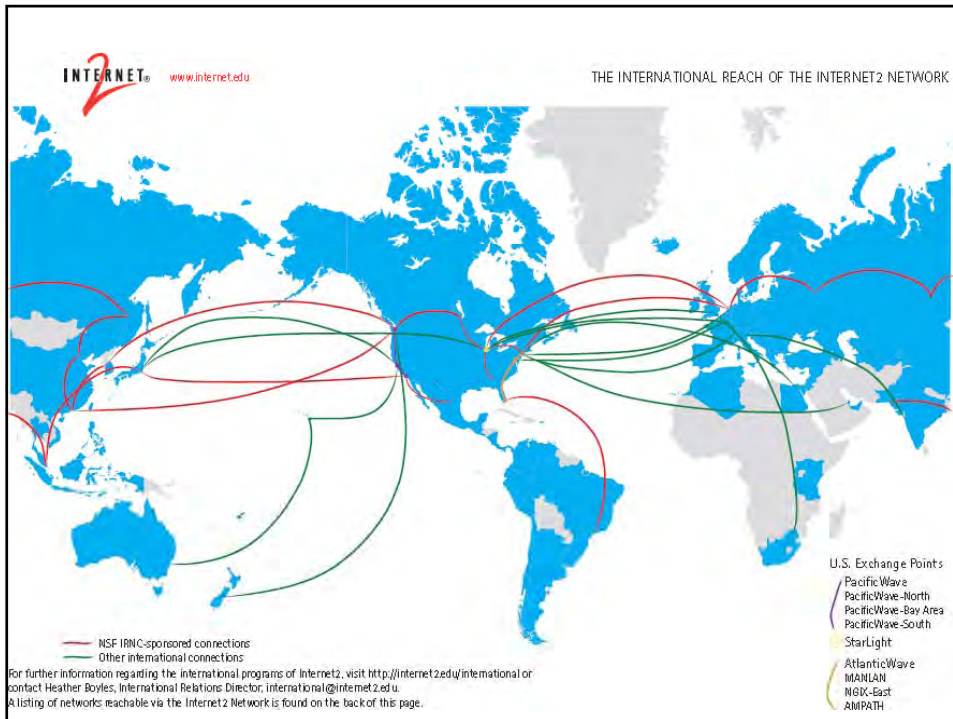 INTERNET 2 ®
www.internet.edu
THE INTERNATIONAL REACH OF THE INTERNET2 NETWORK
U.S. Exchange Points
PacificWave
PacificWave-North
PacificWave-Bay Area
PacificWave-South
StarLight
AtlanticWave
MANLAN
NGIX-East
AMPATH
NSF IRNC-sponsored connections
Other international connections
For further information regarding the international programs of Internet2, visit http://internet2.edu/international or
contact Heather Boyles, International Relations Director, international@internet2.edu.
A listing of networks reachable via the Internet2 Network is found on the back of this page.